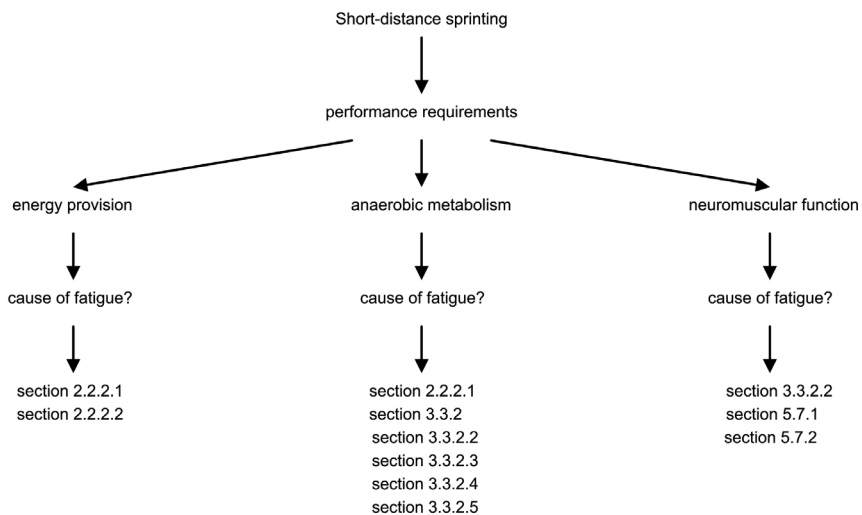 Short-distance sprinting
performance requirements
energy provision
anaerobic metabolism
neuromuscular function
cause of fatigue?
cause of fatigue?
cause of fatigue?
section 2.2.2.1
section 2.2.2.2
section 2.2.2.1
section 3.3.2
section 3.3.2.2
section 3.3.2.3
section 3.3.2.4
section 3.3.2.5
section 3.3.2.2
section 5.7.1
section 5.7.2